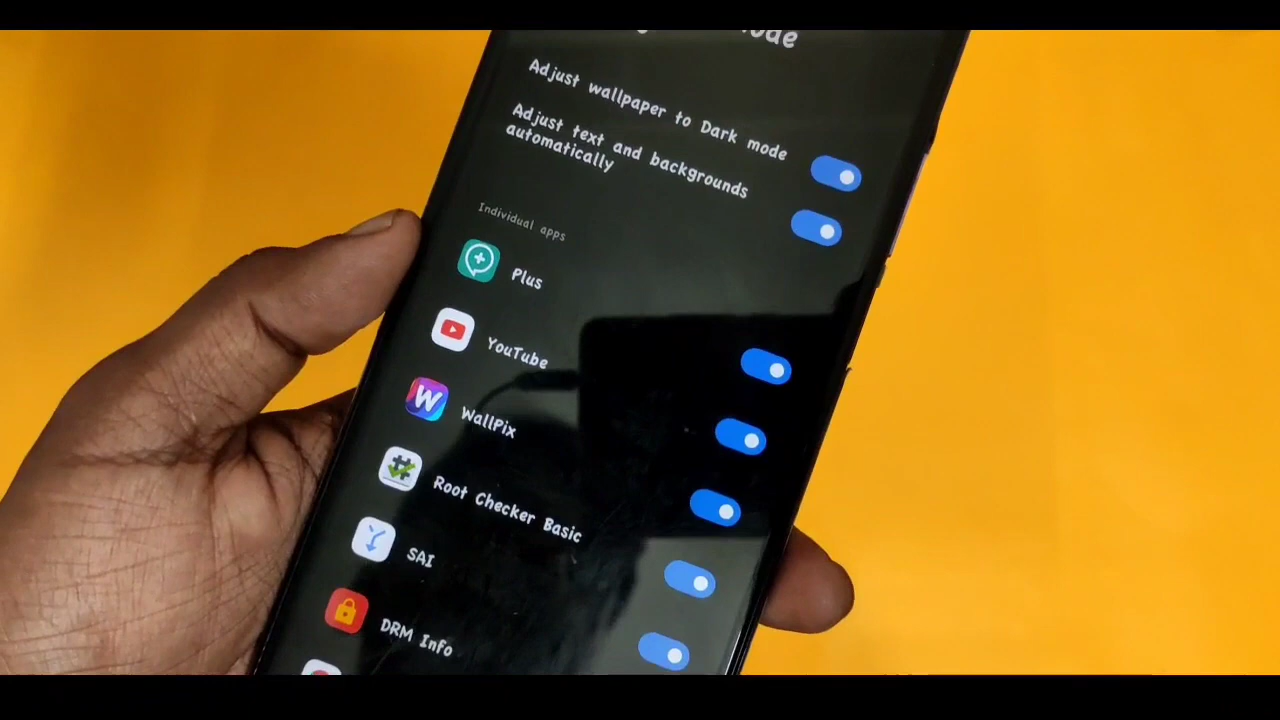 ode
Adjust wallpaper to Dark mode
Adjust text and backgrounds
automatically
Individual apps
Plus
YouTube
W
WallPix
Root Checker Basic
SAI
DRM Info